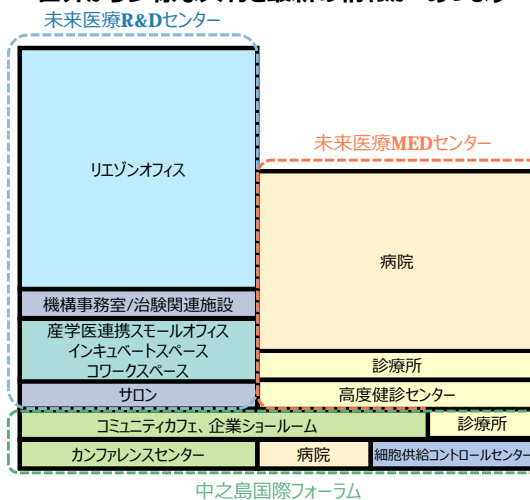 未来医療R&Dセンター
未来医療MEDセンター
リエゾンオフィス
病院
機構事務室/治験関連施設
産学医連携スモールオフィス
インキュベートスペース
コワークスペース
診療所
サロン
高度健診センター
コミュニティカフェ、企業ショールーム
診療所
カンファレンスセンター
病院
細胞供給コントロールセンター
中之島国際フォーラム